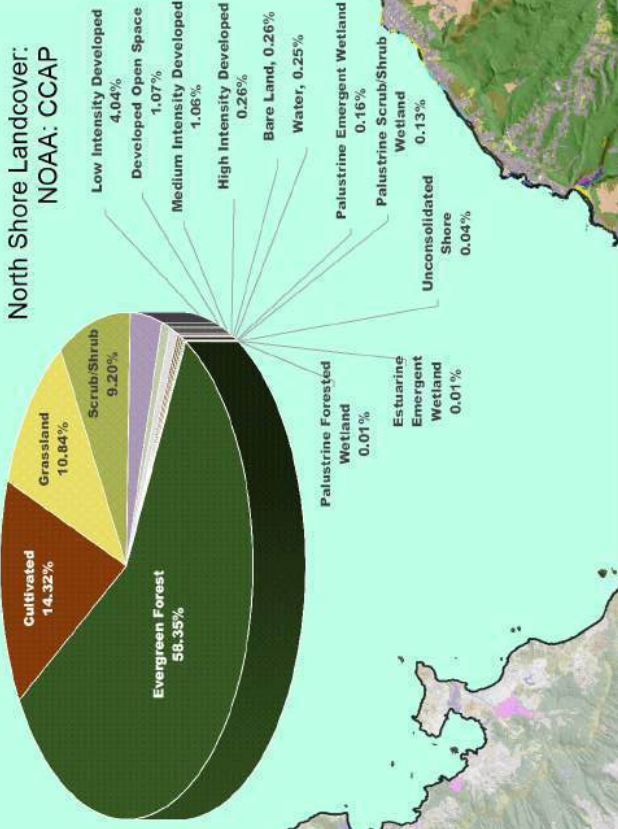 North Shore Landcover:
NOAA: CCAP
Evergreen Forest
58.35%
Cultivated
14.32%
Grassland
10.84%
Scrub/Shrub
9.20%
Low Intensity Developed
4.04%
Developed Open Space
1.07%
Medium Intensity Developed
1.06%
High Intensity Developed
0.26%
Bare Land, 0.26%
Water, 0.25%
Palustrine Emergent Wetland
0.16%
Palustrine Scrub/Shrub
Wetland
0.13%
Unconsolidated
Shore
0.04%
Estuarine
Emergent
Wetland
0.01%
Palustrine Forested
Wetland
0.01%